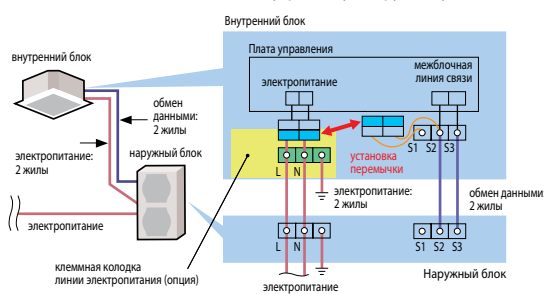 Внутренний блок
Плата управления
внутренний блок
электропитание
межблочная
линия связи
обмен
данными:
2 жилы
S1 S2 S3
электропитание:
2 жилы
наружный блок
L N
установка
перемычки
электропитание:
2 жилы
обмен данными:
2 жилы
электропитание
L N
S1 S2 S3
клеммная колодка
линии электропитания (опция)
Наружный блок
электропитание